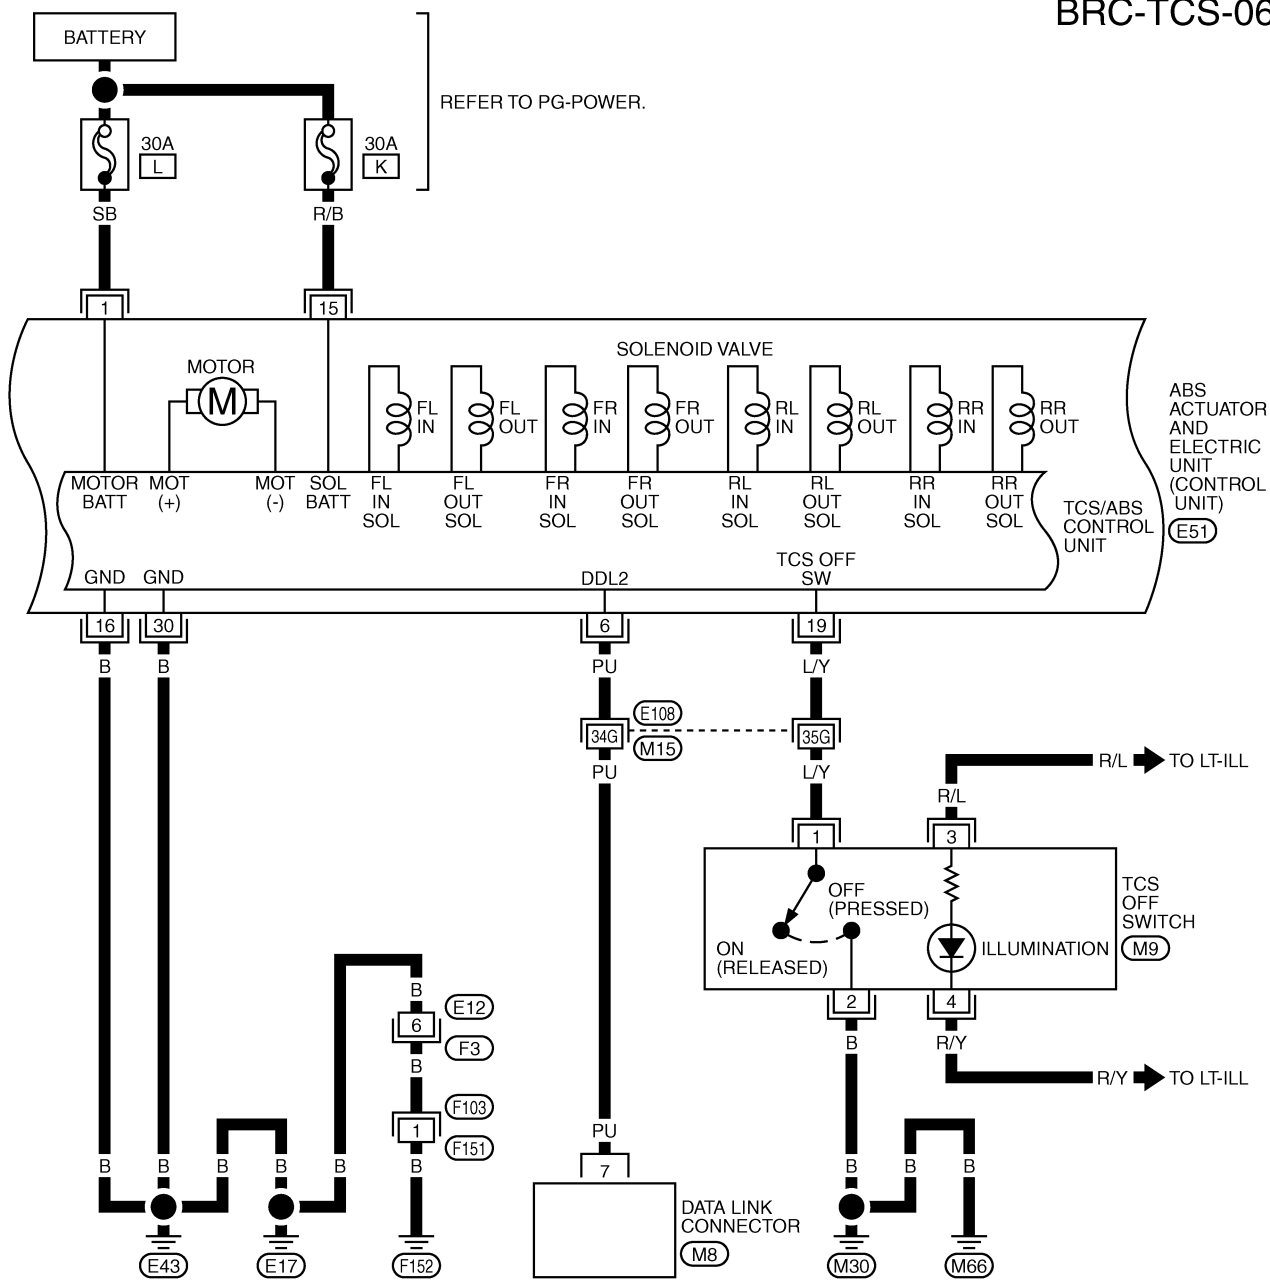 BRC-TCS-06
BATTERY
REFER TO PG-POWER.
30A
L
30A
K
SB
R/B
1
15
SOLENOID VALVE
MOTOR
M
FL
IN
FL
OUT
FR
IN
FR
OUT
RL
IN
RL
OUT
RR
IN
RR
OUT
ABS
ACTUATOR
AND
ELECTRIC
UNIT
(CONTROL
UNIT)
E51
MOTOR
BATT
MOT
(+)
MOT
(-)
SOL
BATT
FL
IN
SOL
FL
OUT
SOL
FR
IN
SOL
FR
OUT
SOL
RL
IN
SOL
RL
OUT
SOL
RR
IN
SOL
RR
OUT
SOL
TCS/ABS
CONTROL
UNIT
GND
GND
DDL2
TCS OFF
SW
16
30
6
19
B
B
PU
L/Y
34G
E108
M15
35G
PU
L/Y
R/L
TO LT-ILL
R/L
1
3
OFF
(PRESSED)
ON
(RELEASED)
ILLUMINATION
TCS
OFF
SWITCH
M9
2
4
B
R/Y
R/Y
TO LT-ILL
B
6
E12
F3
B
1
F103
F151
B
B
B
B
B
B
PU
7
DATA LINK
CONNECTOR
M8
B
B
B
E43
E17
F152
M30
M66